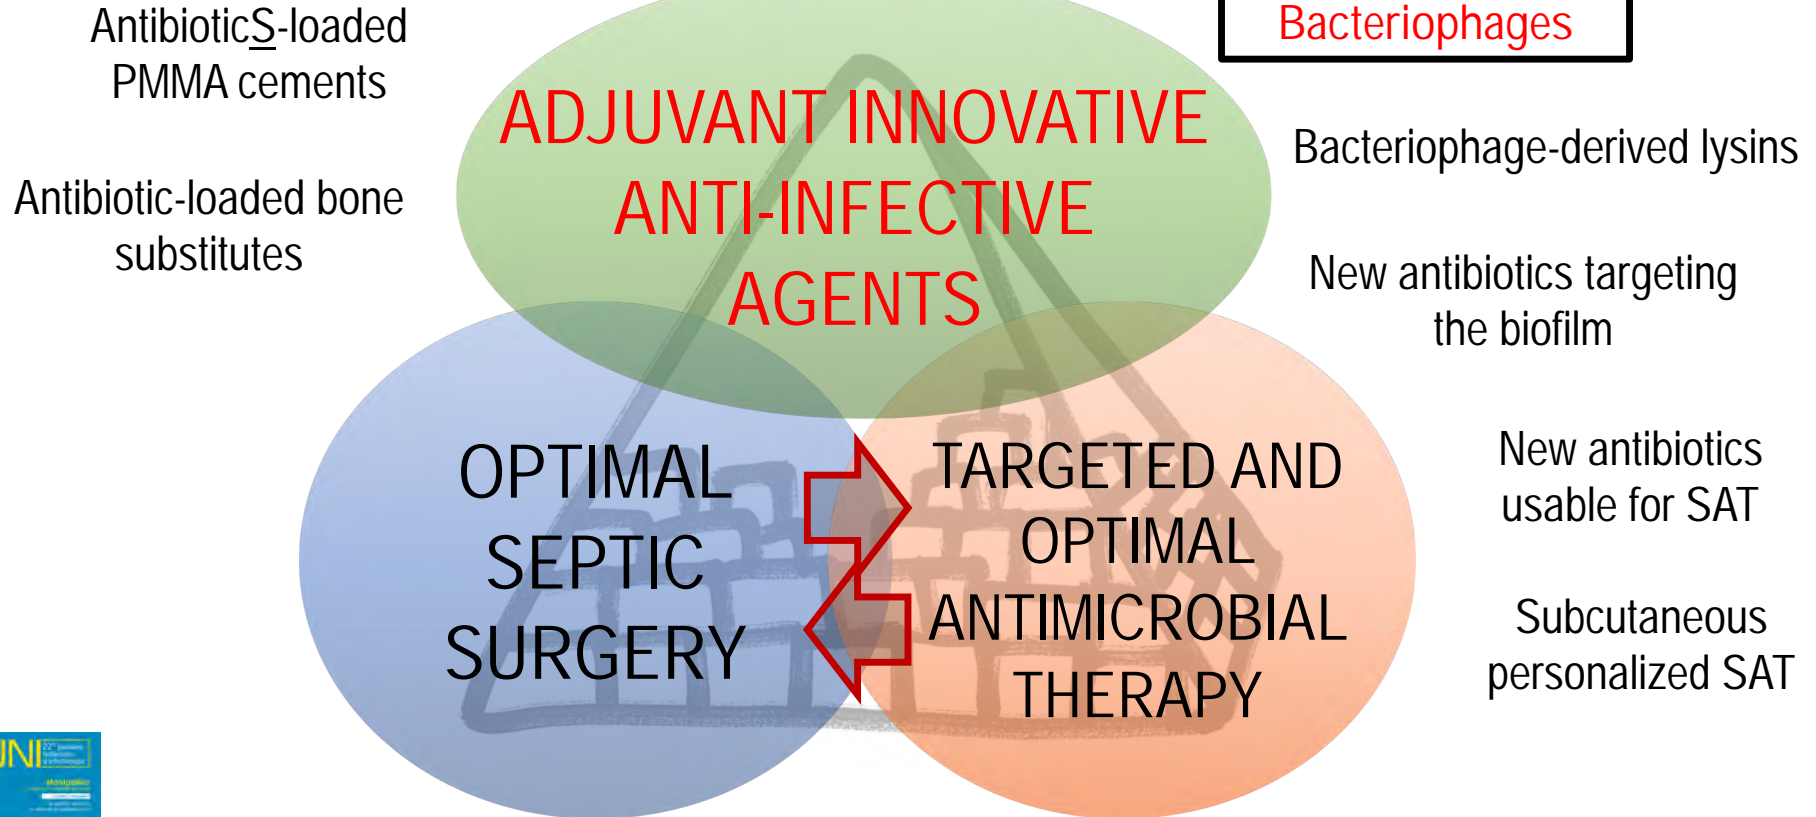 AntibioticS-loaded
PMMA cements
Antibiotic-loaded bone
substitutes
ADJUVANT INNOVATIVE
ANTI-INFECTIVE
AGENTS
Bacteriophages
Bacteriophage-derived lysins
New antibiotics targeting
the biofilm
New antibiotics
usable for SAT
Subcutaneous
personalized SAT
OPTIMAL
SEPTIC
SURGERY
TARGETED AND
OPTIMAL
ANTIMICROBIAL
THERAPY
Montpellier